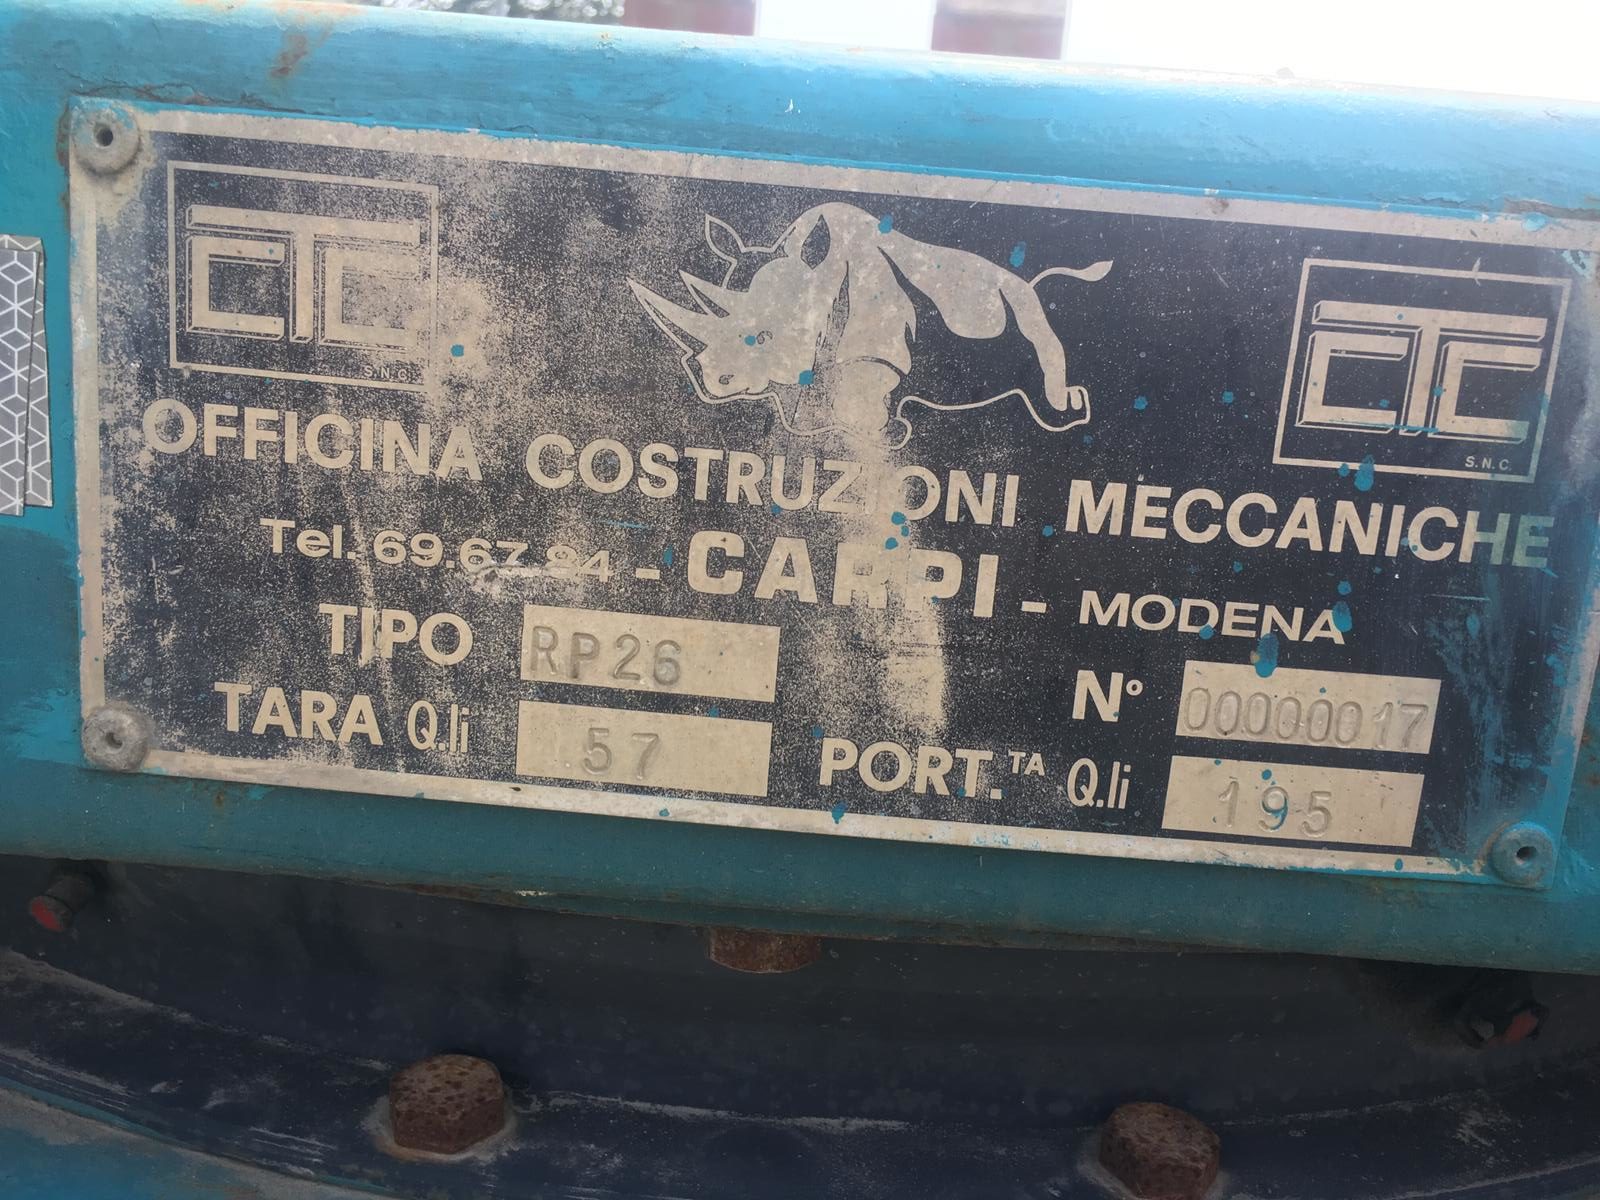 CTC
S.N.C.
CTC
S.N.C.
OFFICINA COSTRUZIONI MECCANICHE
Tel. 69.67.94 - CARPI - MODENA
TIPO RP26 N° 00000017
TARA Q.li 57 PORT.TA Q.li 195